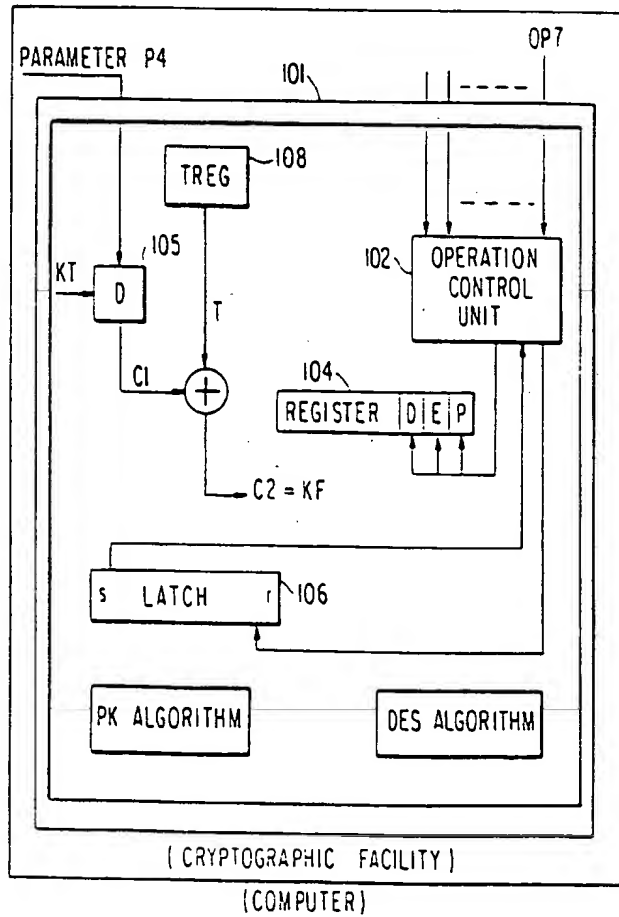 OP7
PARAMETER P4
101
108
TREG
105
102
OPERATION
CONTROL
UNIT
KT
D
T
C1
104
REGISTER D E P
C2 = KF
s LATCH r
106
PK ALGORITHM
DES ALGORITHM
(CRYPTOGRAPHIC FACILITY)
(COMPUTER)